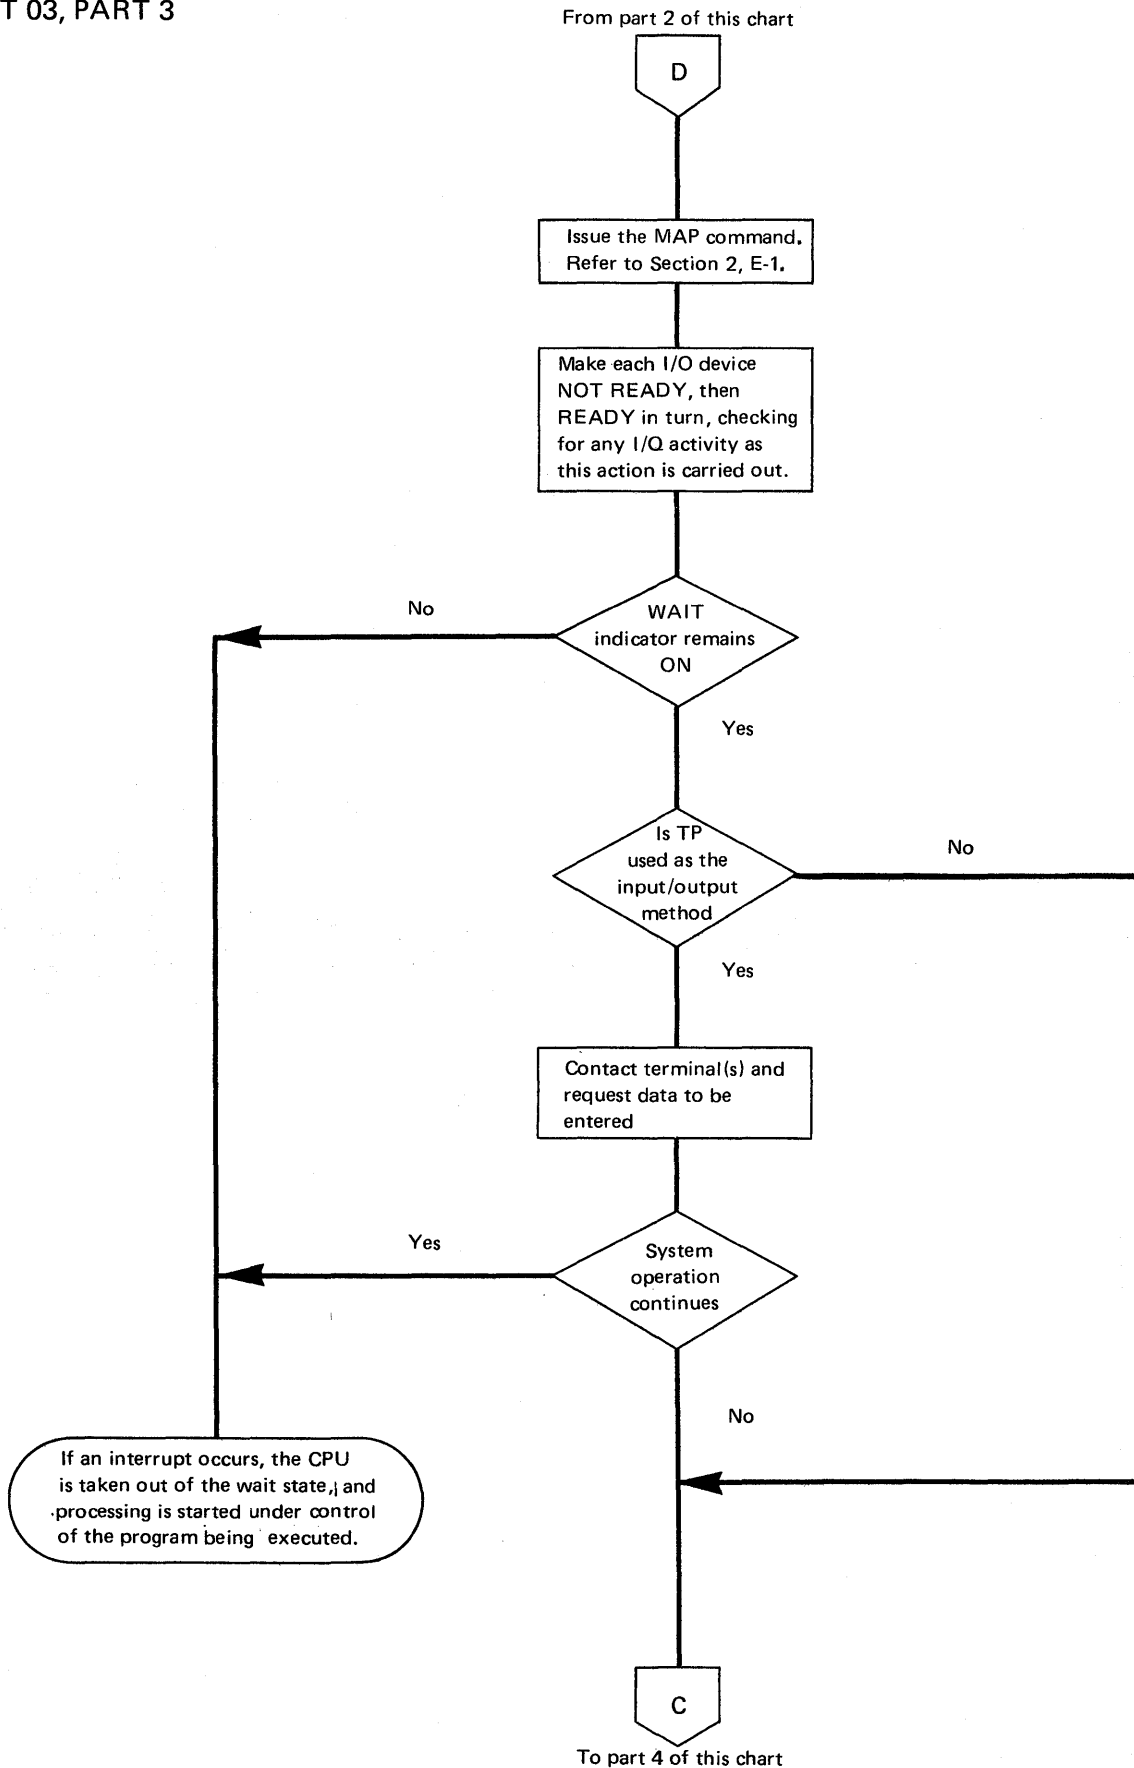 T 03, PART 3
From part 2 of this chart
D
Issue the MAP command.
Refer to Section 2, E-1.
Make each I/O device
NOT READY, then
READY in turn, checking
for any I/O activity as
this action is carried out.
No
WAIT
indicator remains
ON
Yes
Is TP
used as the
input/output
method
No
Yes
Contact terminal(s) and
request data to be
entered
Yes
System
operation
continues
No
If an interrupt occurs, the CPU
is taken out of the wait state, and
processing is started under control
of the program being executed.
C
To part 4 of this chart